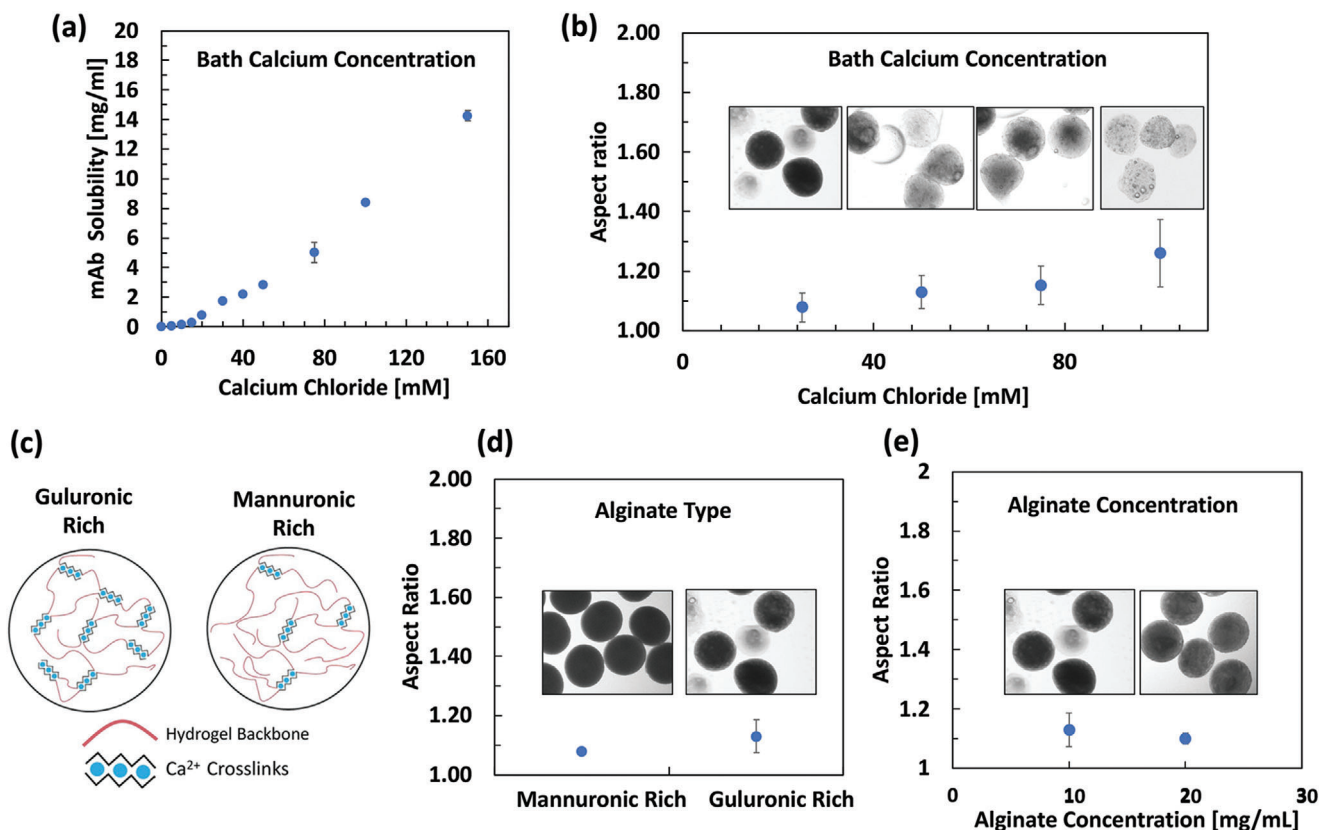 (a)
20
18
16
14
12
10
8
6
4
2
0
mAb Solubility [mg/ml]
Bath Calcium Concentration
0 40 80 120 160
Calcium Chloride [mM]
(b)
2.00
1.80
1.60
1.40
1.20
1.00
Aspect ratio
Bath Calcium Concentration
0 40 80
Calcium Chloride [mM]
(c)
Guluronic
Rich
Mannuronic
Rich
Hydrogel Backbone
Ca²⁺ Crosslinks
(d)
2.00
1.80
1.60
1.40
1.20
1.00
Aspect Ratio
Alginate Type
Mannuronic Rich Guluronic Rich
(e)
2
1.8
1.6
1.4
1.2
1
Aspect Ratio
Alginate Concentration
0 10 20 30
Alginate Concentration [mg/mL]